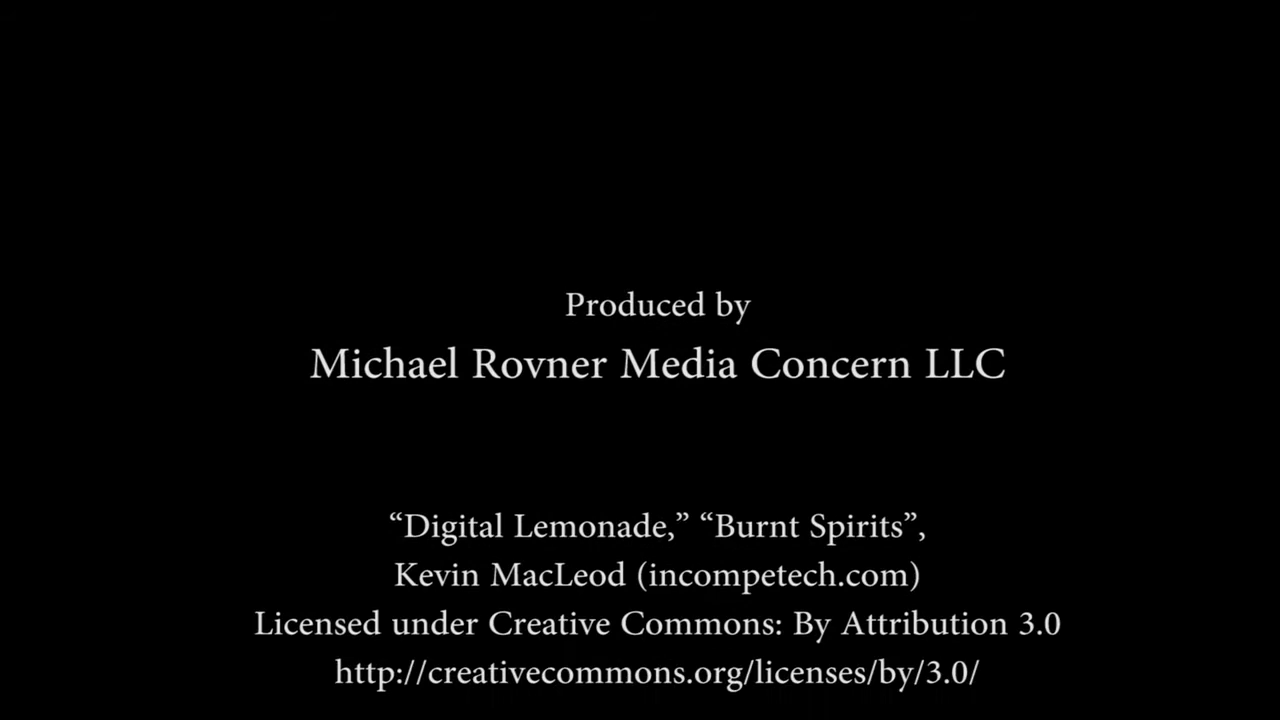 Produced by
Michael Rovner Media Concern LLC
“Digital Lemonade,” “Burnt Spirits”,
Kevin MacLeod (incompetech.com)
Licensed under Creative Commons: By Attribution 3.0
http://creativecommons.org/licenses/by/3.0/